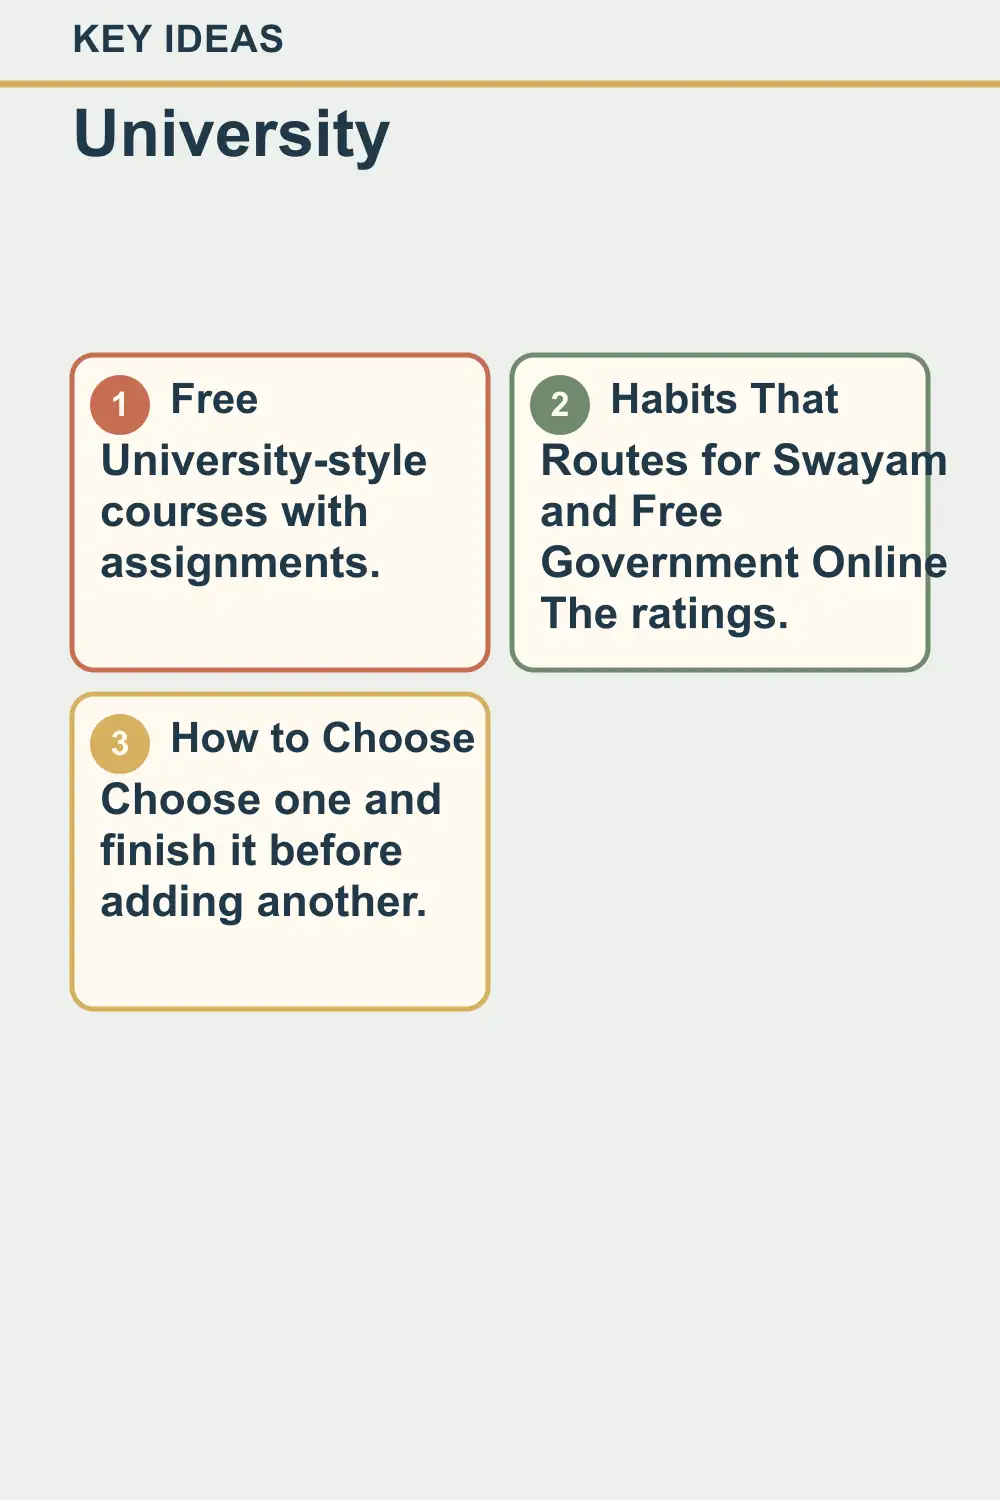 KEY IDEAS
University
1 Free
University-style
courses with
assignments.
2 Habits That
Routes for Swayam
and Free
Government Online
The ratings.
3 How to Choose
Choose one and
finish it before
adding another.